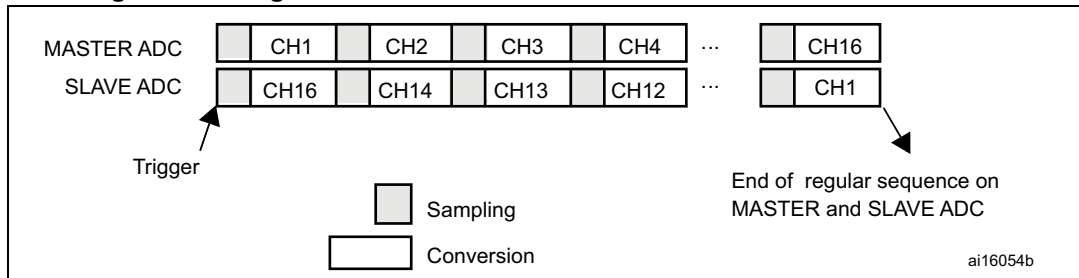 MASTER ADC CH1 CH2 CH3 CH4 ... CH16
SLAVE ADC CH16 CH14 CH13 CH12 ... CH1
Trigger
End of regular sequence on
MASTER and SLAVE ADC
Sampling
Conversion
ai16054b